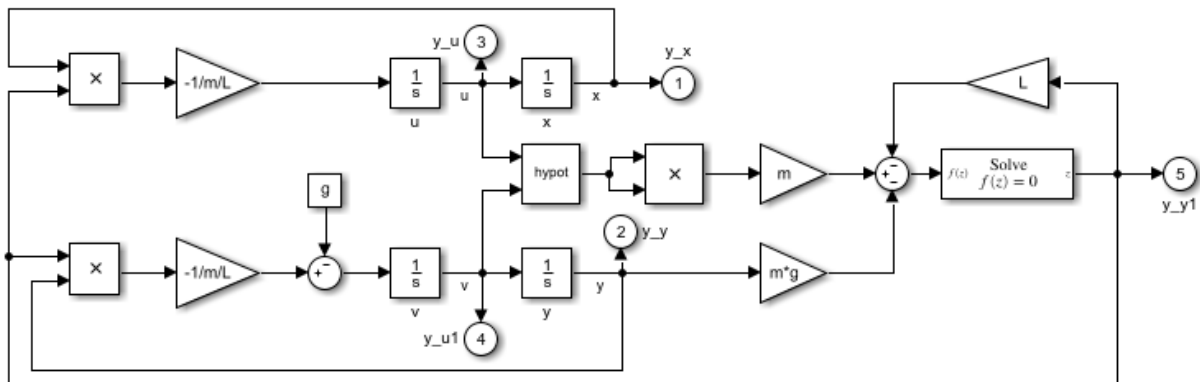 y_u
3
y_x
×
-1/m/L
1
s
u
1
s
x
1
L
u
x
hypot
×
m
+
−
−
f(z)
Solve
f(z) = 0
z
5
y_y1
g
2
y_y
×
-1/m/L
+
−
1
s
v
1
s
y
m*g
v
y
y_u1
4